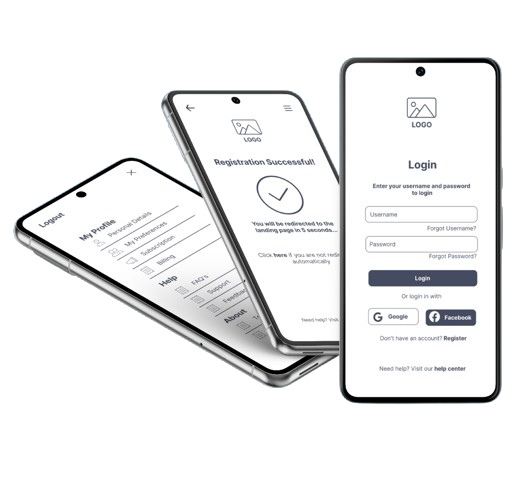 Logout
My Profile
Personal Details
My Preferences
Subscription
Billing
Help
FAQ's
Support
Feedback
About
LOGO
Registration Successful!
You will be redirected to the
landing page in 5 seconds...
Click here if you are not
automatically
Need help?
LOGO
Login
Enter your username and password
to login
Username
Forgot Username?
Password
Forgot Password?
Login
Or login in with
Google
Facebook
Don't have an account? Register
Need help? Visit our help center